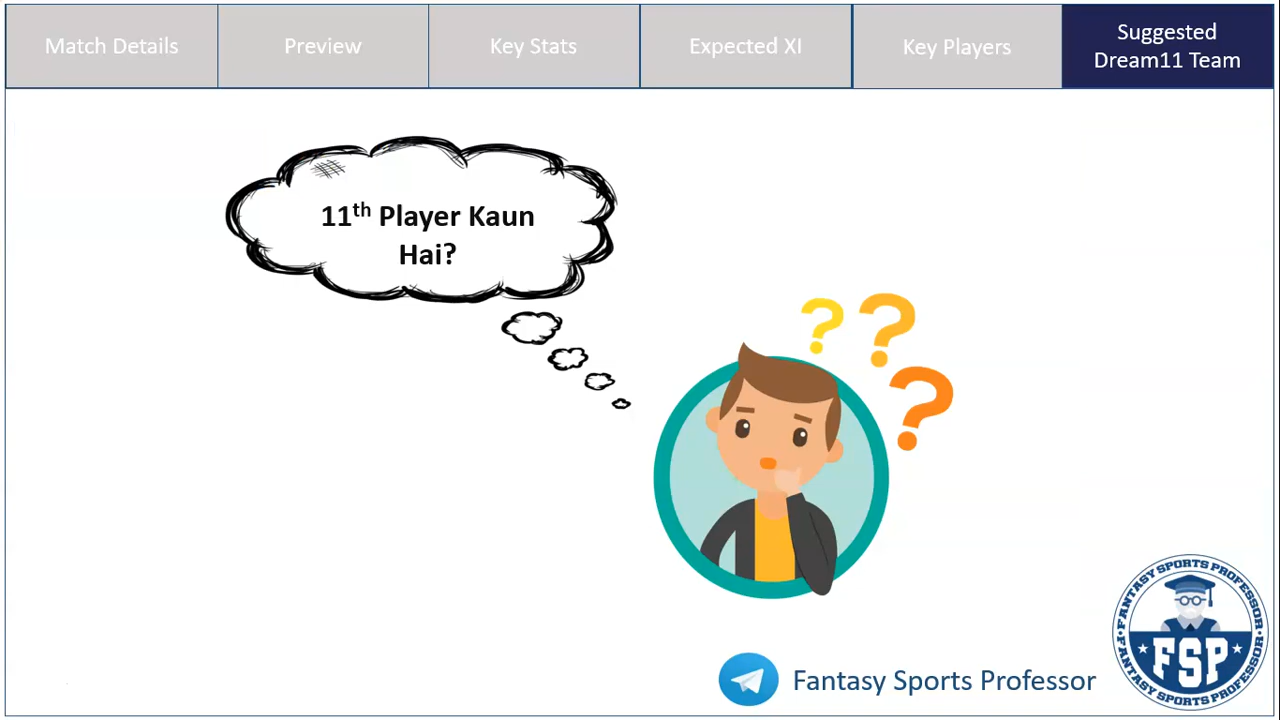 Match Details
Preview
Key Stats
Expected XI
Key Players
Suggested
Dream11 Team
11th Player Kaun
Hai?
? ? ?
Fantasy Sports Professor
•FANTASY SPORTS PROFESSOR•
FSP
FANTASY SPORTS PROFESSOR